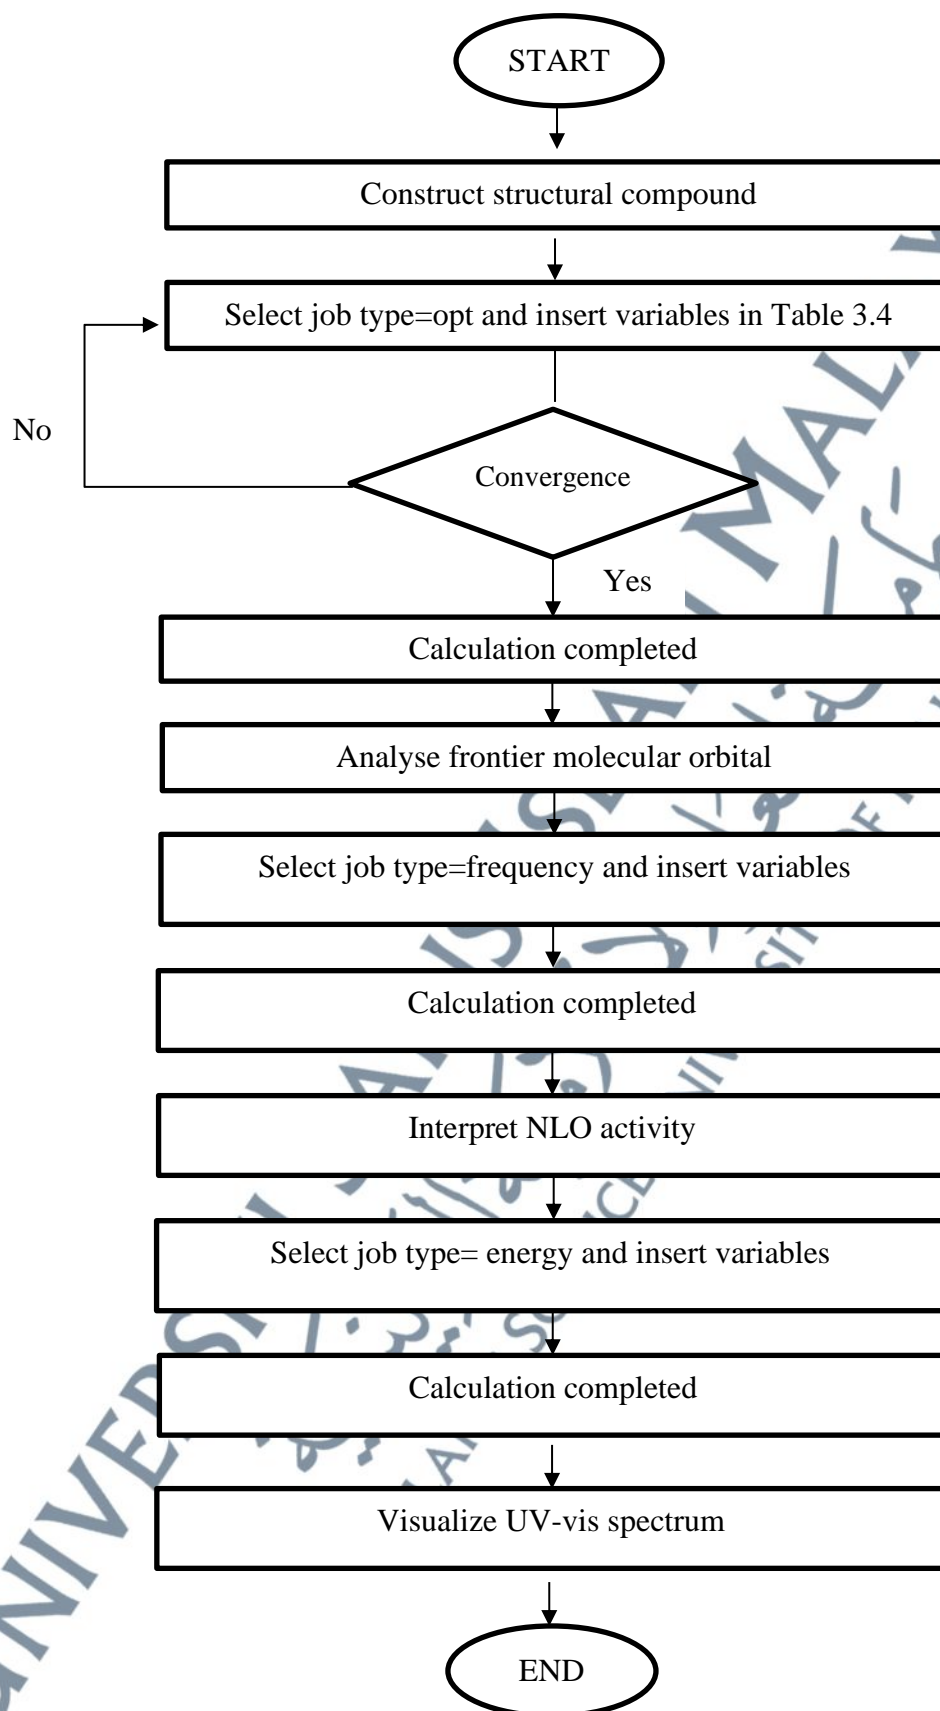 START
Construct structural compound
Select job type=opt and insert variables in Table 3.4
No
Convergence
Yes
Calculation completed
Analyse frontier molecular orbital
Select job type=frequency and insert variables
Calculation completed
Interpret NLO activity
Select job type= energy and insert variables
Calculation completed
Visualize UV-vis spectrum
END